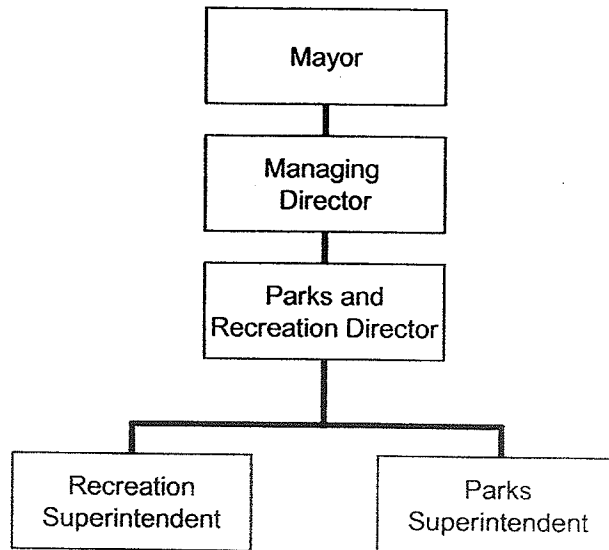 Mayor
Managing
Director
Parks and
Recreation Director
Recreation
Superintendent
Parks
Superintendent